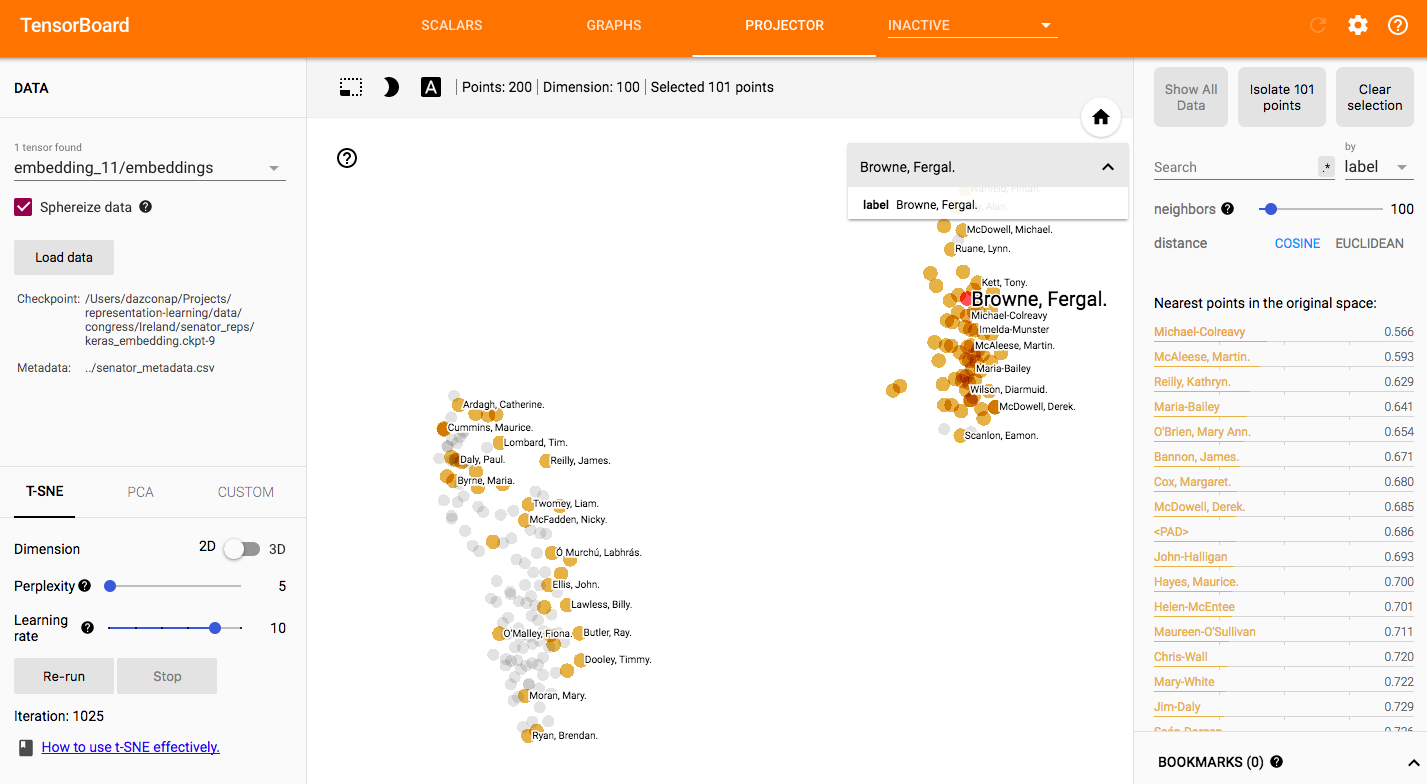 TensorBoard
SCALARS
GRAPHS
PROJECTOR
INACTIVE
DATA
1 tensor found
embedding_11/embeddings
Sphereize data
Load data
Checkpoint: /Users/dazconap/Projects/
representation-learning/data/
congress/Ireland/senator_reps/
keras_embedding.ckpt-9
Metadata: ../senator_metadata.csv
T-SNE
PCA
CUSTOM
Dimension 2D 3D
Perplexity 5
Learning
rate 10
Re-run
Stop
Iteration: 1025
How to use t-SNE effectively.
A
Points: 200
Dimension: 100
Selected 101 points
Browne, Fergal.
label Browne, Fergal.
, Alan.
McDowell, Michael.
Ruane, Lynn.
Kett, Tony.
Browne, Fergal.
Michael-Colreavy
Imelda-Munster
McAleese, Martin.
Maria-Bailey
Wilson, Diarmuid.
McDowell, Derek.
Scanlon, Eamon.
Ardagh, Catherine.
Cummins, Maurice.
Lombard, Tim.
Daly, Paul.
Reilly, James.
Byrne, Maria.
Twomey, Liam.
McFadden, Nicky.
Ó Murchú, Labhrás.
Ellis, John.
Lawless, Billy.
O'Malley, Fiona.
Butler, Ray.
Dooley, Timmy.
Moran, Mary.
Ryan, Brendan.
Show All
Data
Isolate 101
points
Clear
selection
Search
.*
by
label
neighbors 100
distance COSINE EUCLIDEAN
Nearest points in the original space:
Michael-Colreavy 0.566
McAleese, Martin. 0.593
Reilly, Kathryn. 0.629
Maria-Bailey 0.641
O'Brien, Mary Ann. 0.654
Bannon, James. 0.671
Cox, Margaret. 0.680
McDowell, Derek. 0.685
<PAD> 0.686
John-Halligan 0.693
Hayes, Maurice. 0.700
Helen-McEntee 0.701
Maureen-O'Sullivan 0.711
Chris-Wall 0.720
Mary-White 0.722
Jim-Daly 0.729
BOOKMARKS (0)